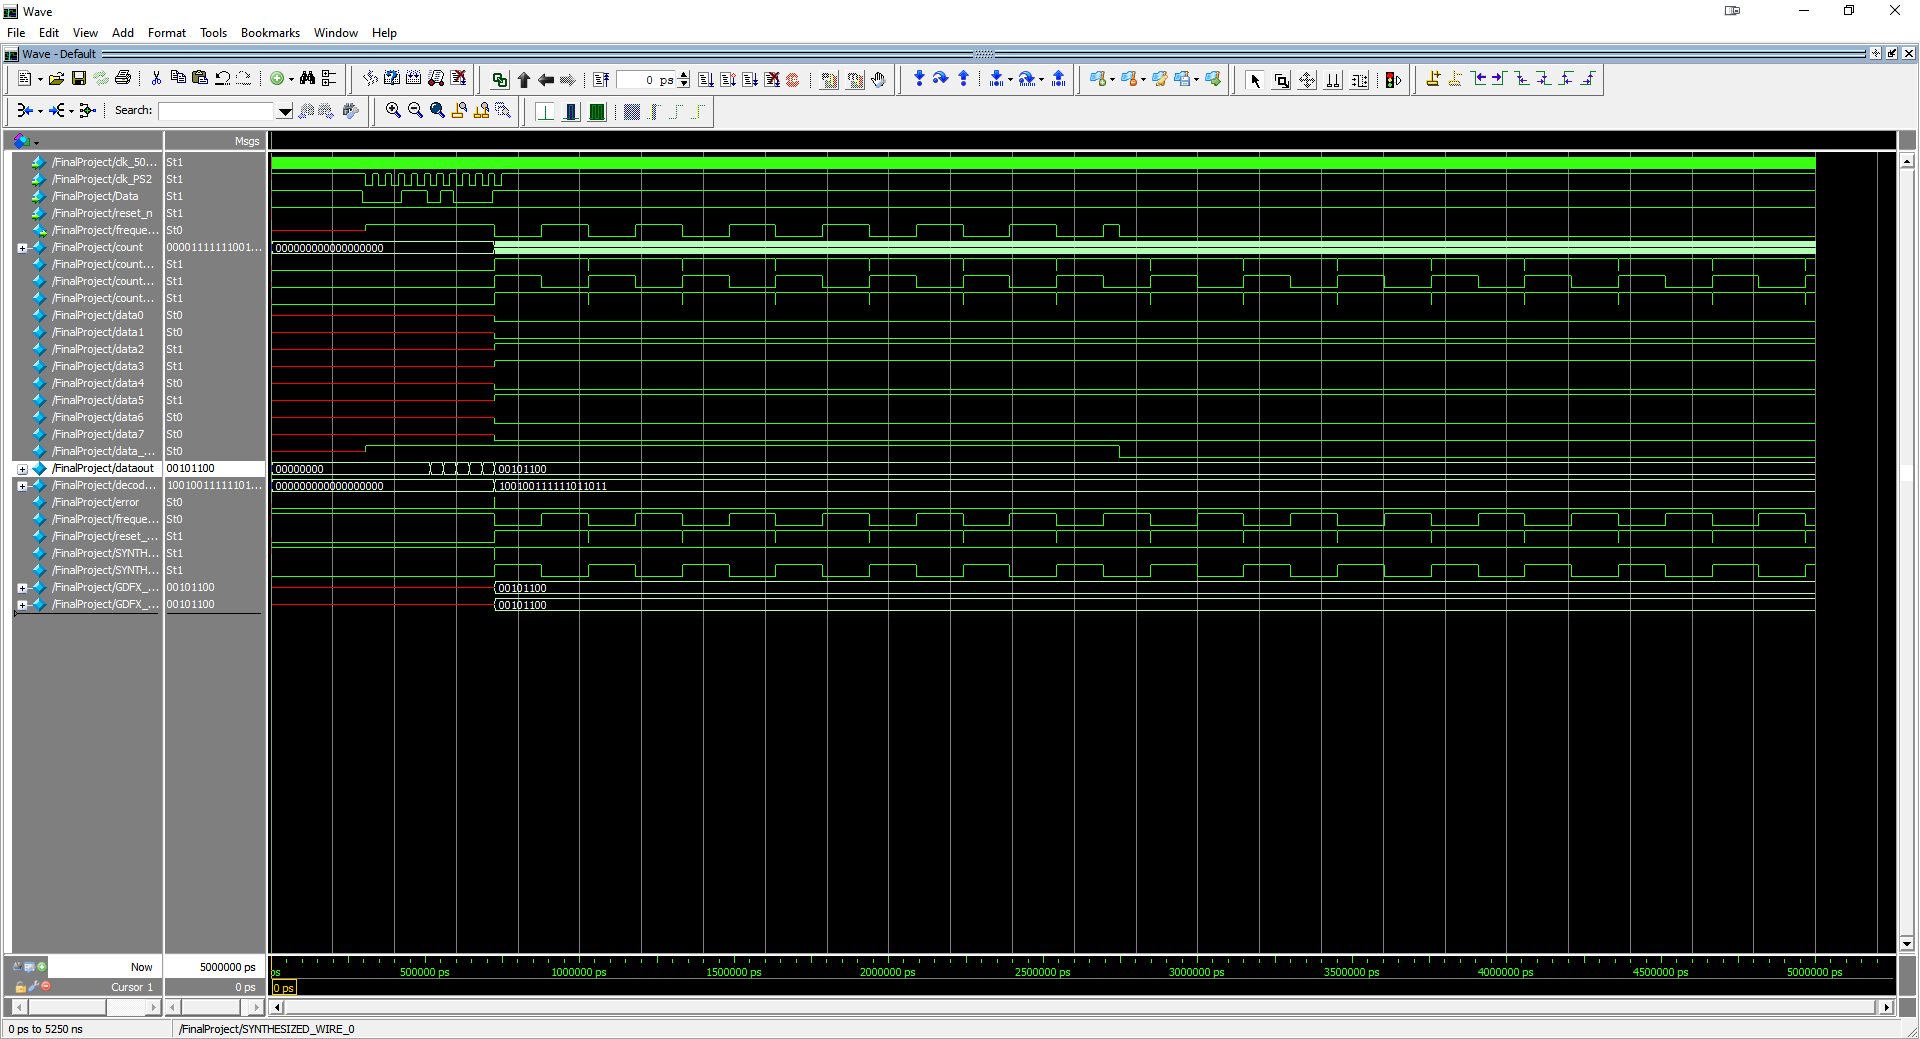 Wave
File Edit View Add Format Tools Bookmarks Window Help
Wave - Default
0 ps
Search:
Msgs
/FinalProject/clk_50... St1
/FinalProject/clk_PS2 St1
/FinalProject/Data St1
/FinalProject/reset_n St1
/FinalProject/freque... St0
/FinalProject/count 00001111111001... 000000000000000000
/FinalProject/count... St1
/FinalProject/count... St1
/FinalProject/count... St1
/FinalProject/data0 St0
/FinalProject/data1 St0
/FinalProject/data2 St1
/FinalProject/data3 St1
/FinalProject/data4 St0
/FinalProject/data5 St1
/FinalProject/data6 St0
/FinalProject/data7 St0
/FinalProject/data_... St0
/FinalProject/dataout 00101100 00000000 00101100
/FinalProject/decod... 10010011111101... 000000000000000000 100100111111011011
/FinalProject/error St0
/FinalProject/freque... St0
/FinalProject/reset_... St1
/FinalProject/SYNTH... St1
/FinalProject/SYNTH... St1
/FinalProject/GDFX_... 00101100 00101100
/FinalProject/GDFX_... 00101100 00101100
Now 5000000 ps ps 500000 ps 1000000 ps 1500000 ps 2000000 ps 2500000 ps 3000000 ps 3500000 ps 4000000 ps 4500000 ps 5000000 ps
Cursor 1 0 ps 0 ps
0 ps to 5250 ns /FinalProject/SYNTHESIZED_WIRE_0